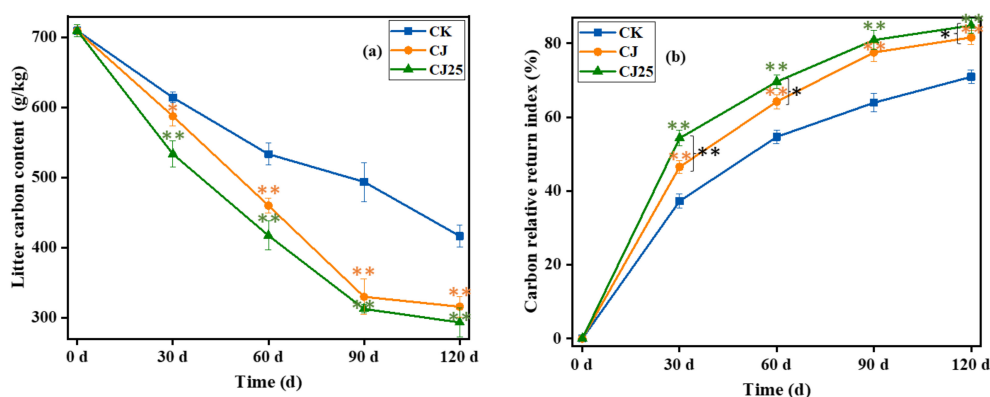 Litter carbon content (g/kg)
700
600
500
400
300
CK
CJ
CJ25
(a)
*
**
**
**
**
**
**
**
0 d
30 d
60 d
90 d
120 d
Time (d)
Carbon relative return index (%)
80
60
40
20
0
CK
CJ
CJ25
(b)
**
**
**
**
**
*
**
**
**
**
*
0 d
30 d
60 d
90 d
120 d
Time (d)